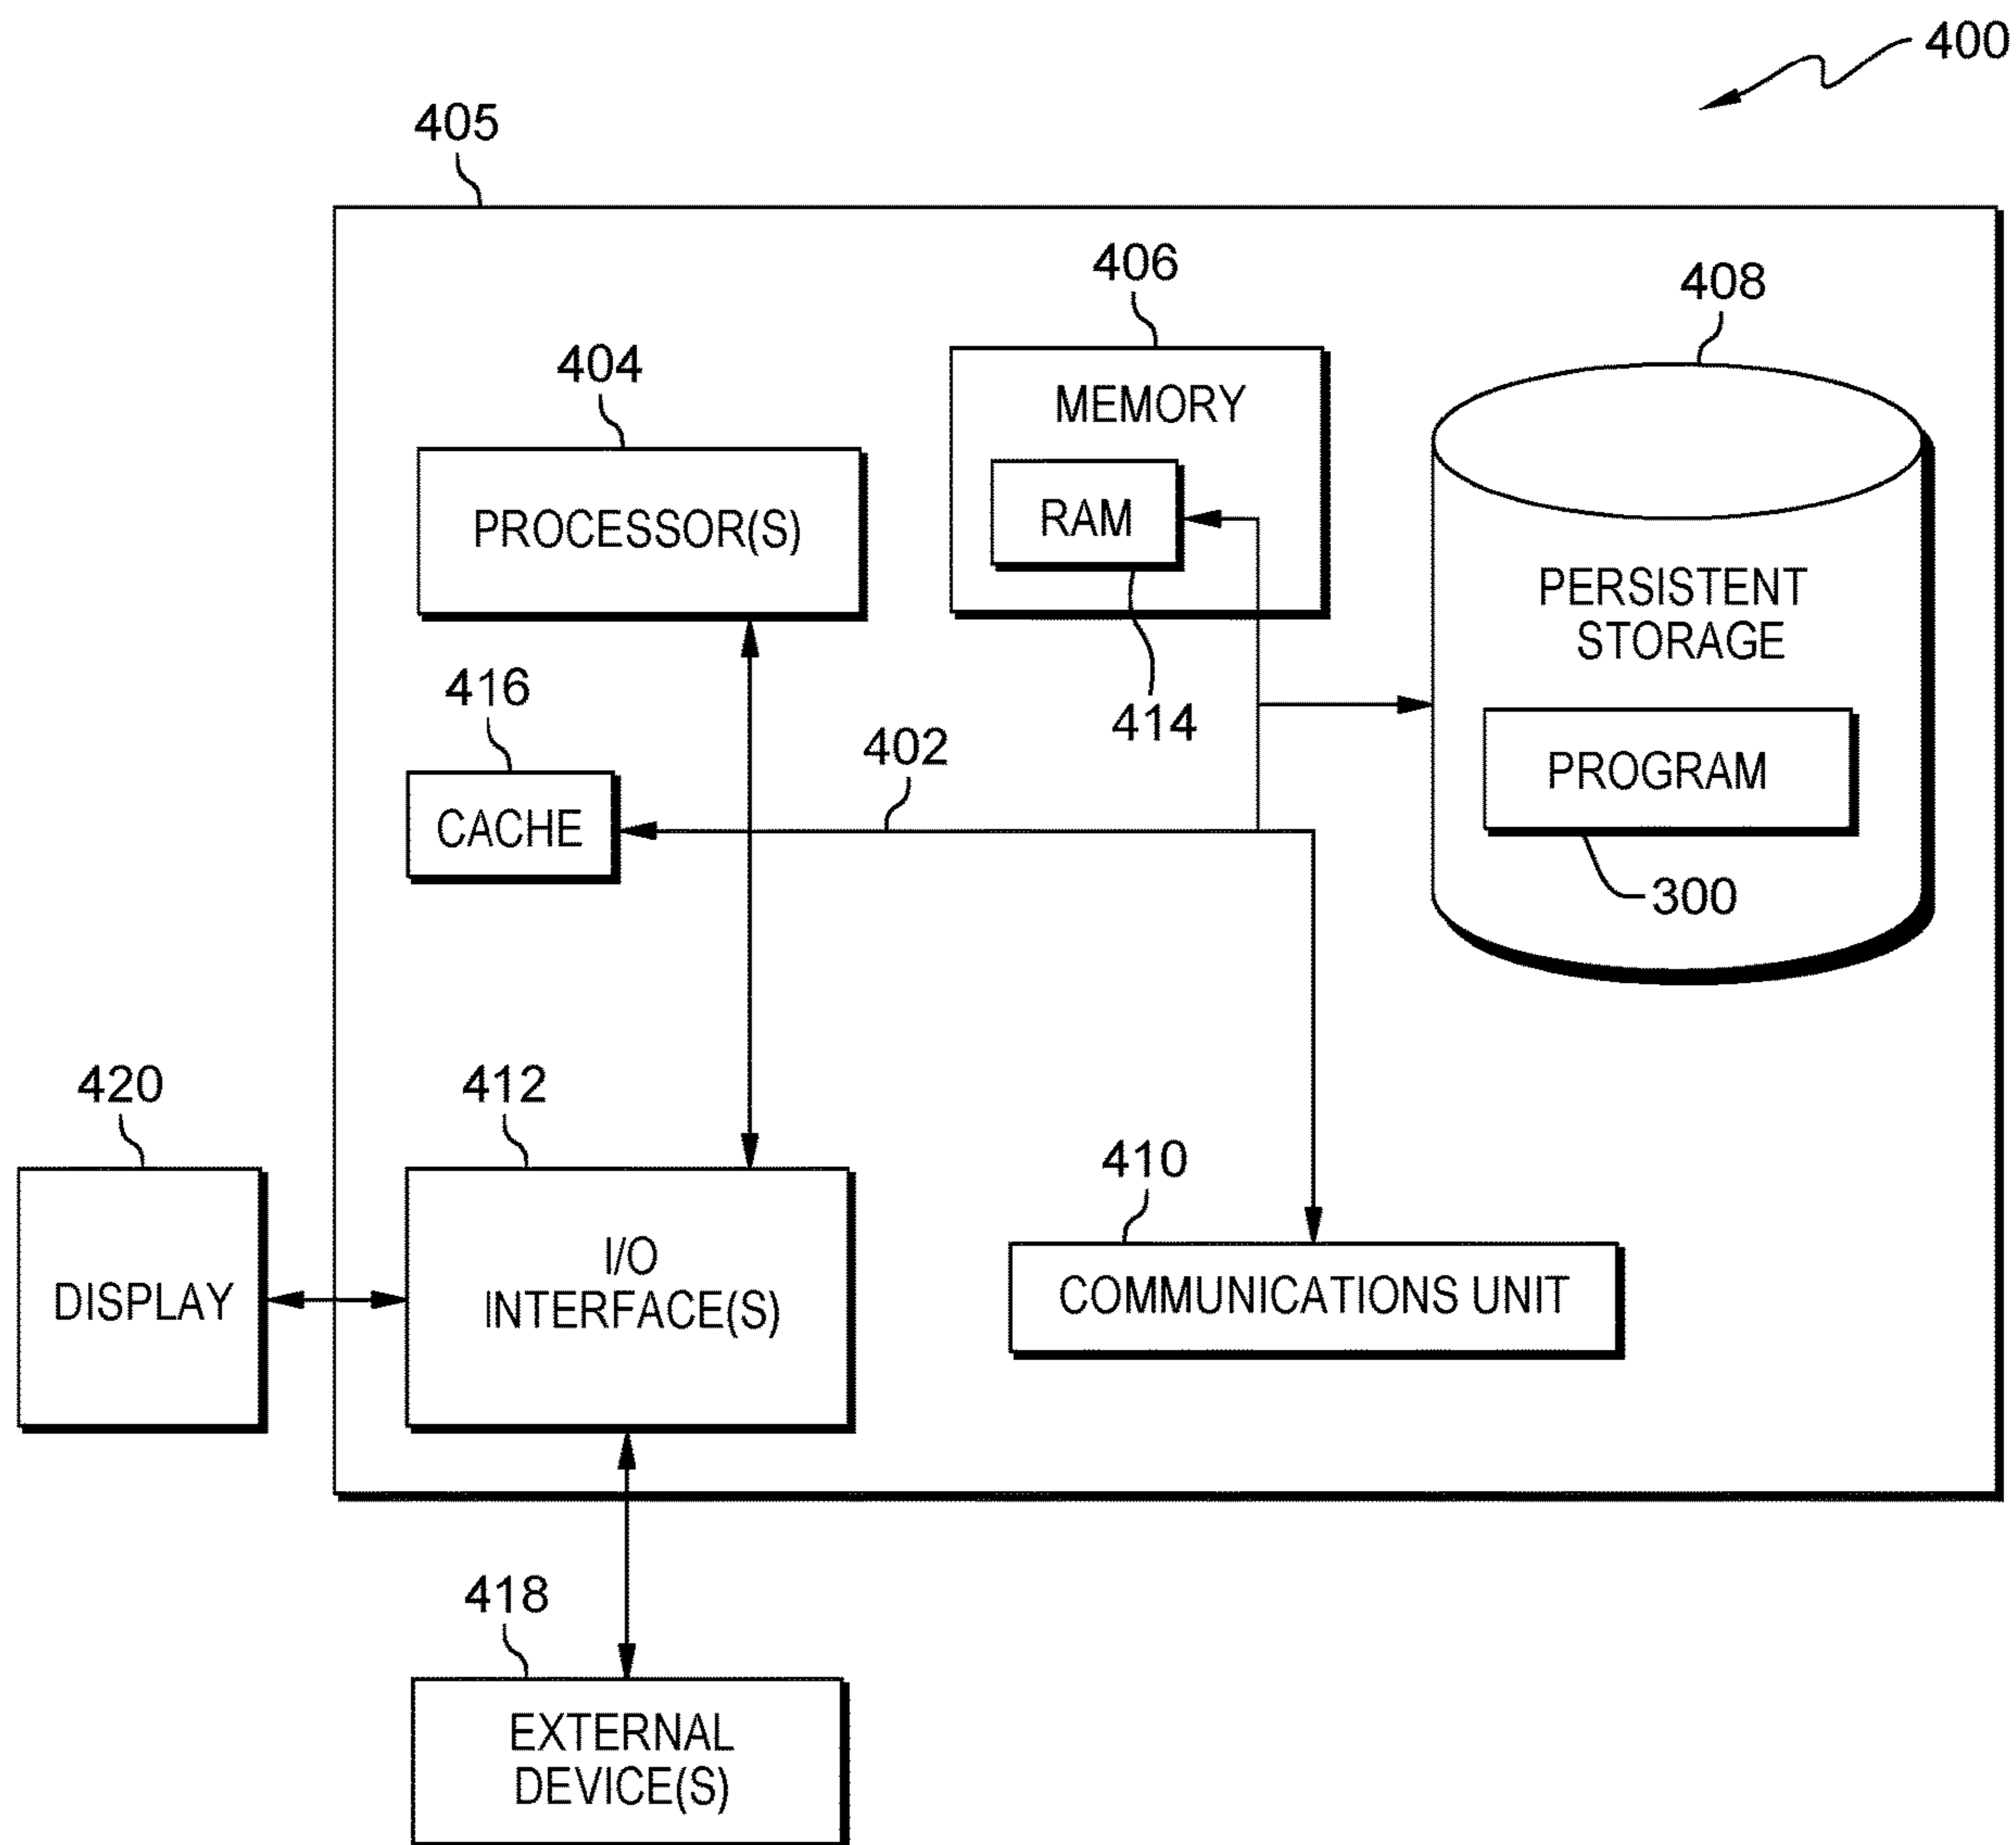 400
405
406
408
404
MEMORY
PROCESSOR(S)
RAM
PERSISTENT
STORAGE
416
414
402
PROGRAM
CACHE
300
420
412
410
I/O
INTERFACE(S)
DISPLAY
COMMUNICATIONS UNIT
418
EXTERNAL
DEVICE(S)